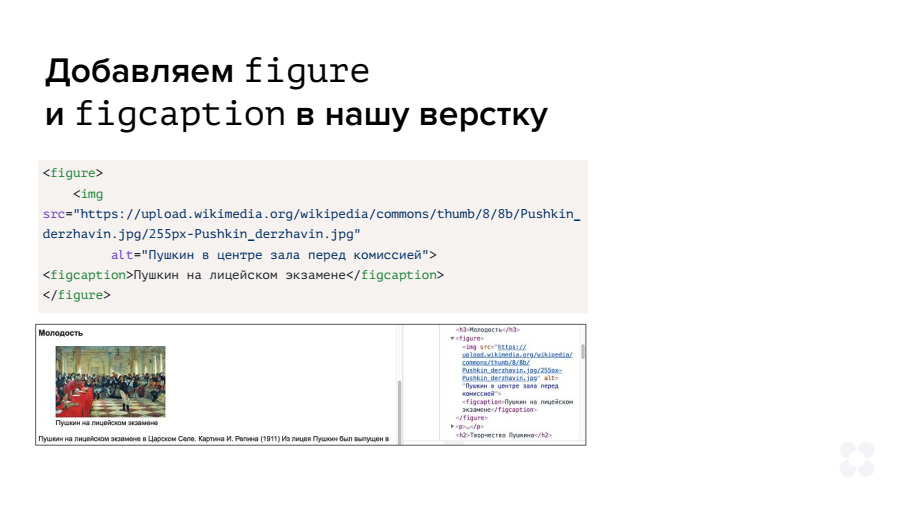 Добавляем figure
и figcaption в нашу верстку
<figure>
<img
src="https://upload.wikimedia.org/wikipedia/commons/thumb/8/8b/Pushkin_
derzhavin.jpg/255px-Pushkin_derzhavin.jpg"
alt="Пушкин в центре зала перед комиссией">
<figcaption>Пушкин на лицейском экзамене</figcaption>
</figure>
Молодость
Пушкин на лицейском экзамене
Пушкин на лицейском экзамене в Царском Селе. Картина И. Репина (1911) Из лицея Пушкин был выпущен в
<h3>Молодость</h3>
▼<figure>
<img src="https://
upload.wikimedia.org/wikipedia/
commons/thumb/8/8b/
Pushkin_derzhavin.jpg/255px-
Pushkin_derzhavin.jpg" alt=
"Пушкин в центре зала перед
комиссией">
<figcaption>Пушкин на лицейском
экзамене</figcaption>
</figure>
▶<p>…</p>
<h2>Творчество Пушкина</h2>